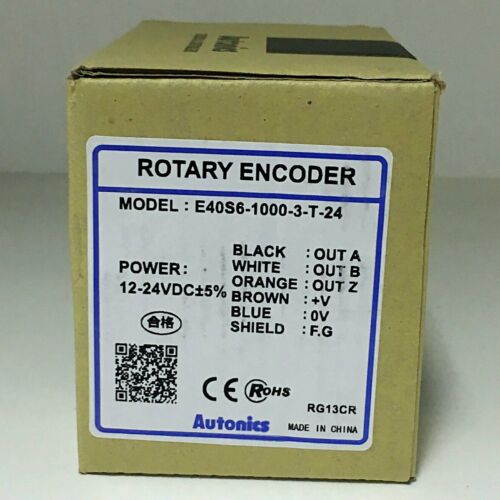 Autonics
ROTARY ENCODER
MODEL : E40S6-1000-3-T-24
POWER:
12-24VDC±5%
BLACK :OUT A
WHITE :OUT B
ORANGE :OUT Z
BROWN :+V
BLUE :0V
SHIELD :F.G
合格
CE RoHS
RG13CR
Autonics
MADE IN CHINA